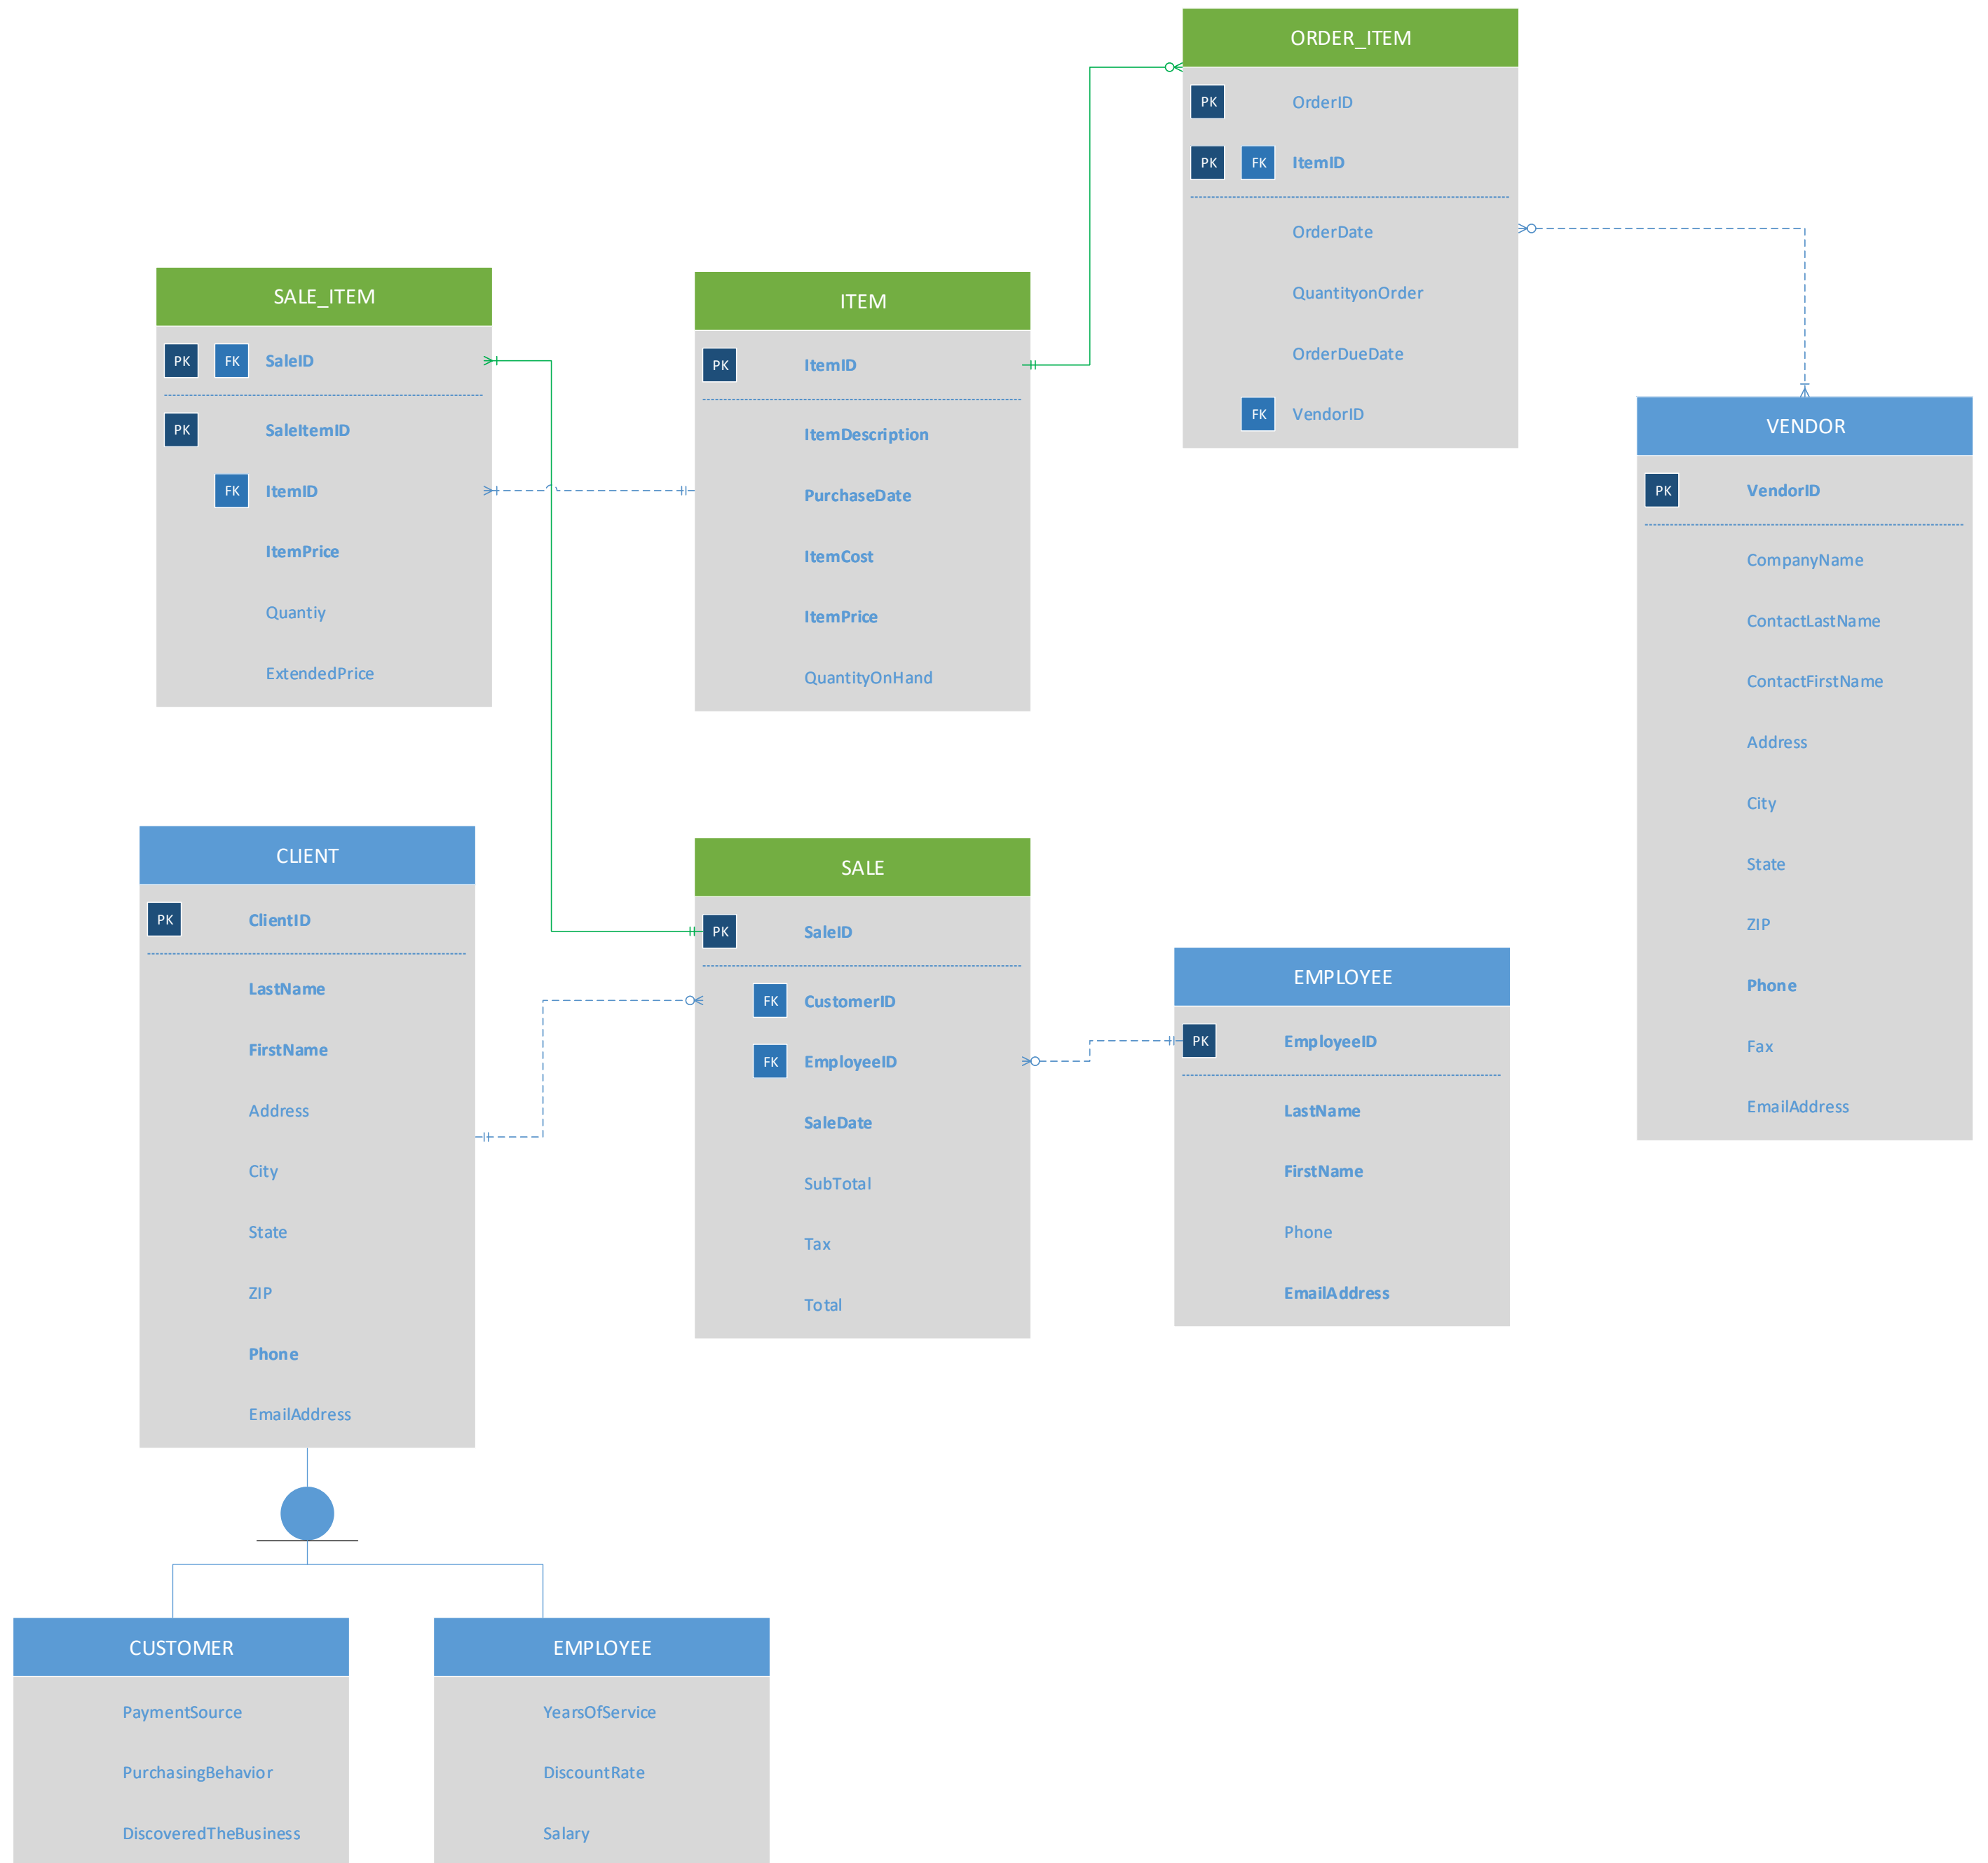 ORDER_ITEM
PK OrderID
PK FK ItemID
OrderDate
QuantityonOrder
OrderDueDate
FK VendorID
SALE_ITEM
PK FK SaleID
PK SaleItemID
FK ItemID
ItemPrice
Quantiy
ExtendedPrice
ITEM
PK ItemID
ItemDescription
PurchaseDate
ItemCost
ItemPrice
QuantityOnHand
VENDOR
PK VendorID
CompanyName
ContactLastName
ContactFirstName
Address
City
State
ZIP
Phone
Fax
EmailAddress
CLIENT
PK ClientID
LastName
FirstName
Address
City
State
ZIP
Phone
EmailAddress
SALE
PK SaleID
FK CustomerID
FK EmployeeID
SaleDate
SubTotal
Tax
Total
EMPLOYEE
PK EmployeeID
LastName
FirstName
Phone
EmailAddress
CUSTOMER
PaymentSource
PurchasingBehavior
DiscoveredTheBusiness
EMPLOYEE
YearsOfService
DiscountRate
Salary